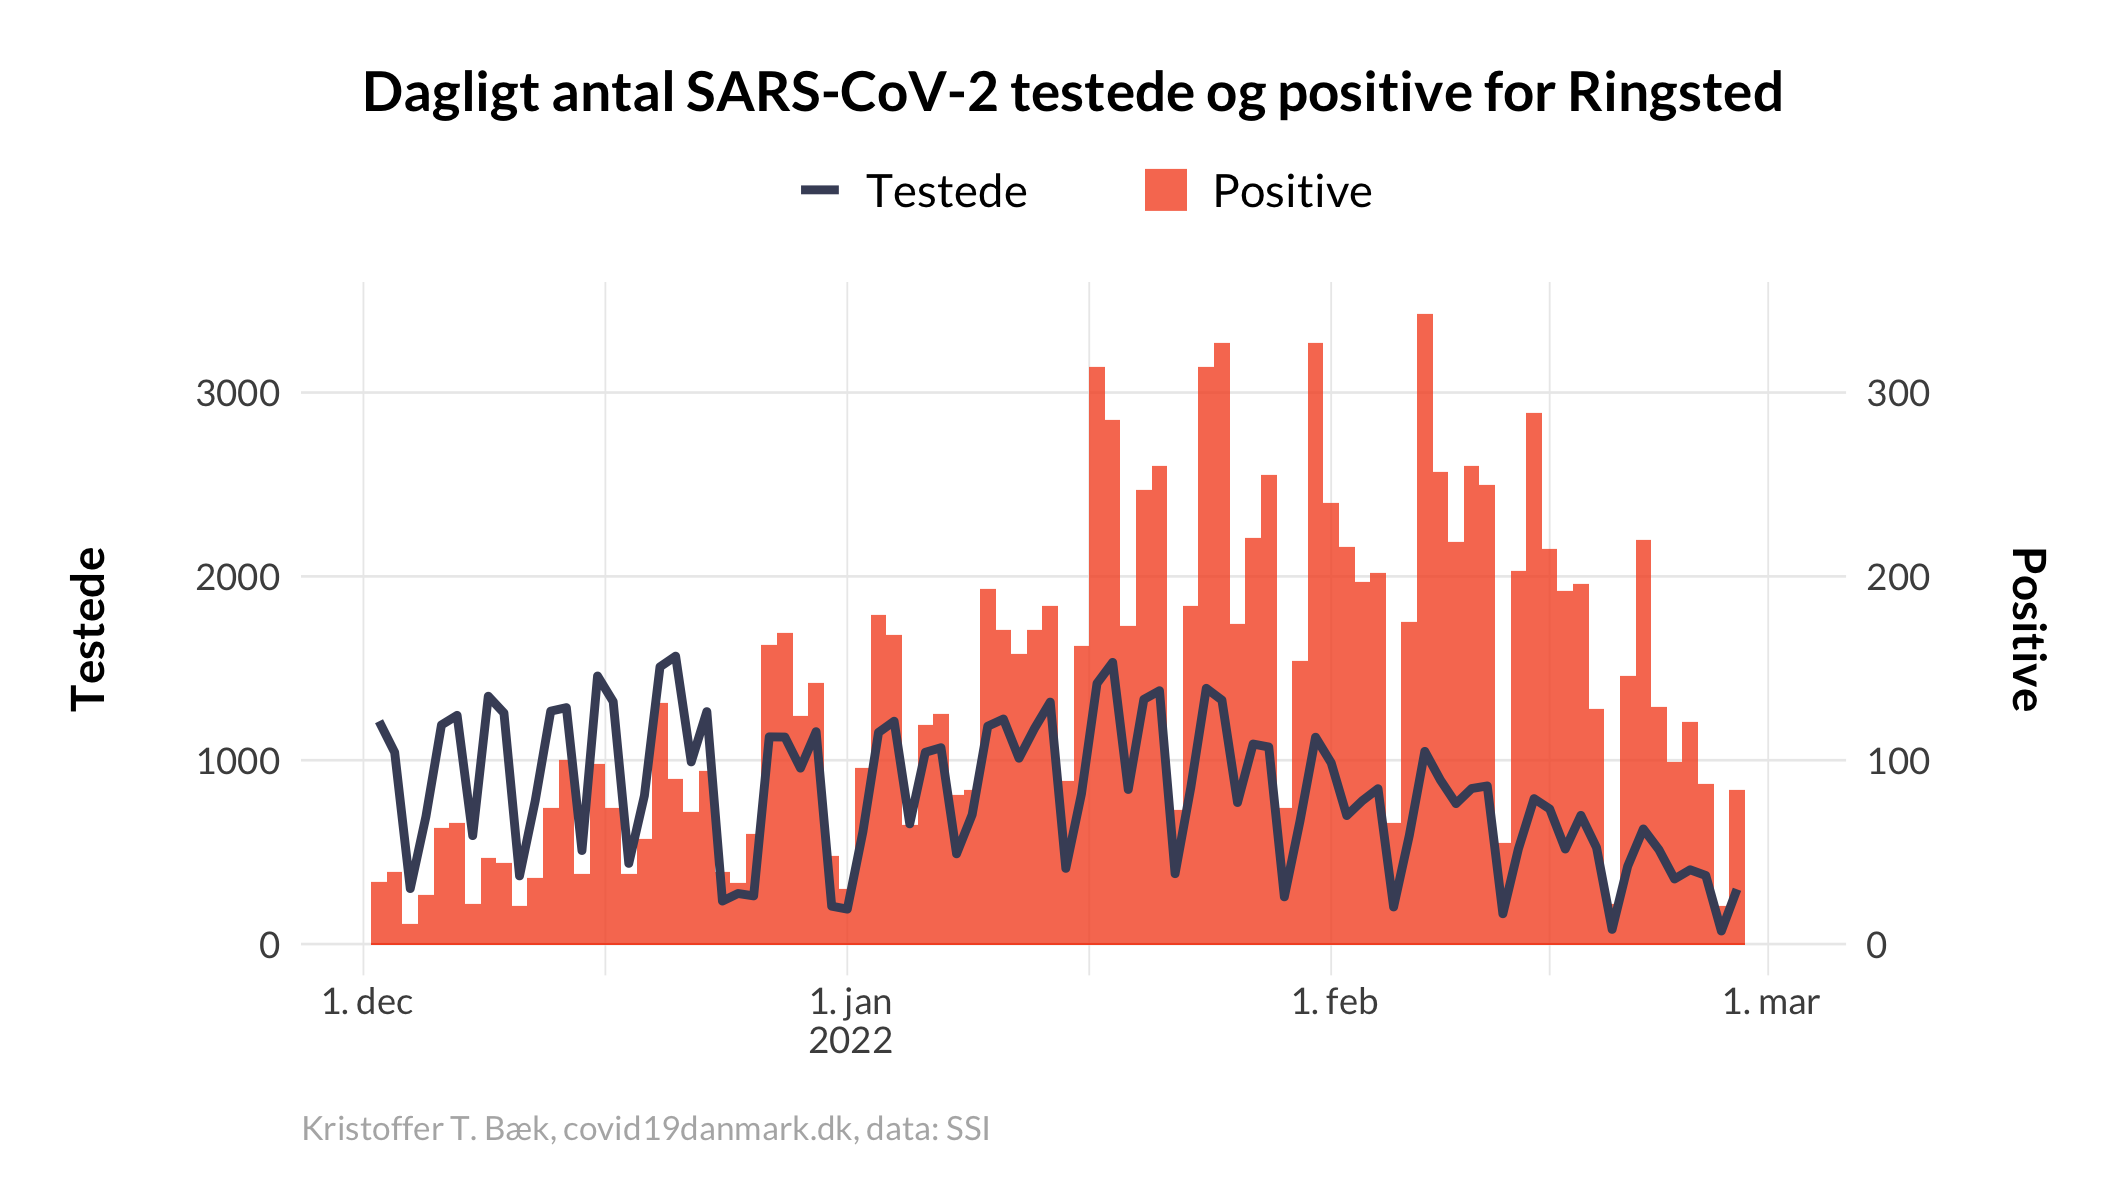 Dagligt antal SARS-CoV-2 testede og positive for Ringsted
Testede
Positive
3000
2000
1000
0
Testede
300
200
100
0
Positive
1. dec
1. jan
2022
1. feb
1. mar
Kristoffer T. Bæk, covid19danmark.dk, data: SSI